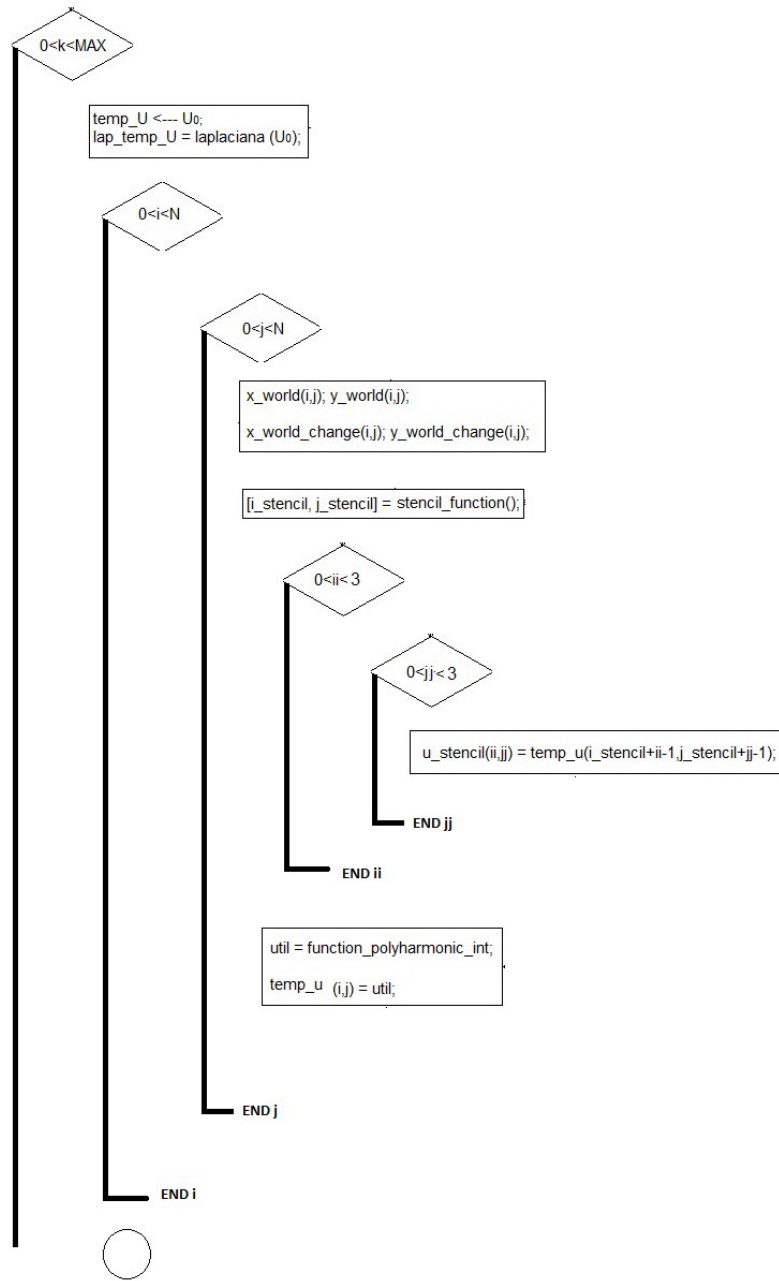 0<k<MAX
temp_U <--- U0;
lap_temp_U = laplaciana (U0);
0<i<N
0<j<N
x_world(i,j); y_world(i,j);
x_world_change(i,j); y_world_change(i,j);
[i_stencil, j_stencil] = stencil_function();
0<ii< 3
0<jj< 3
u_stencil(ii,jj) = temp_u(i_stencil+ii-1,j_stencil+jj-1);
END jj
END ii
util = function_polyharmonic_int;
temp_u (i,j) = util;
END j
END i